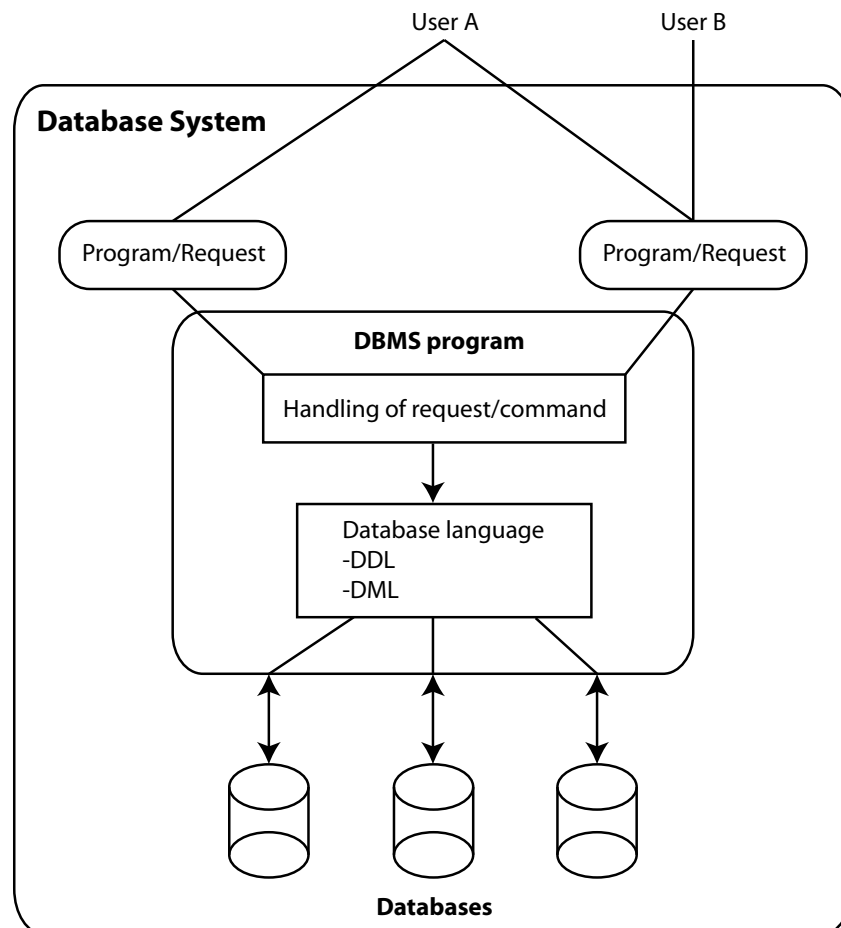 User A
User B
Database System
Program/Request
Program/Request
DBMS program
Handling of request/command
Database language
-DDL
-DML
Databases